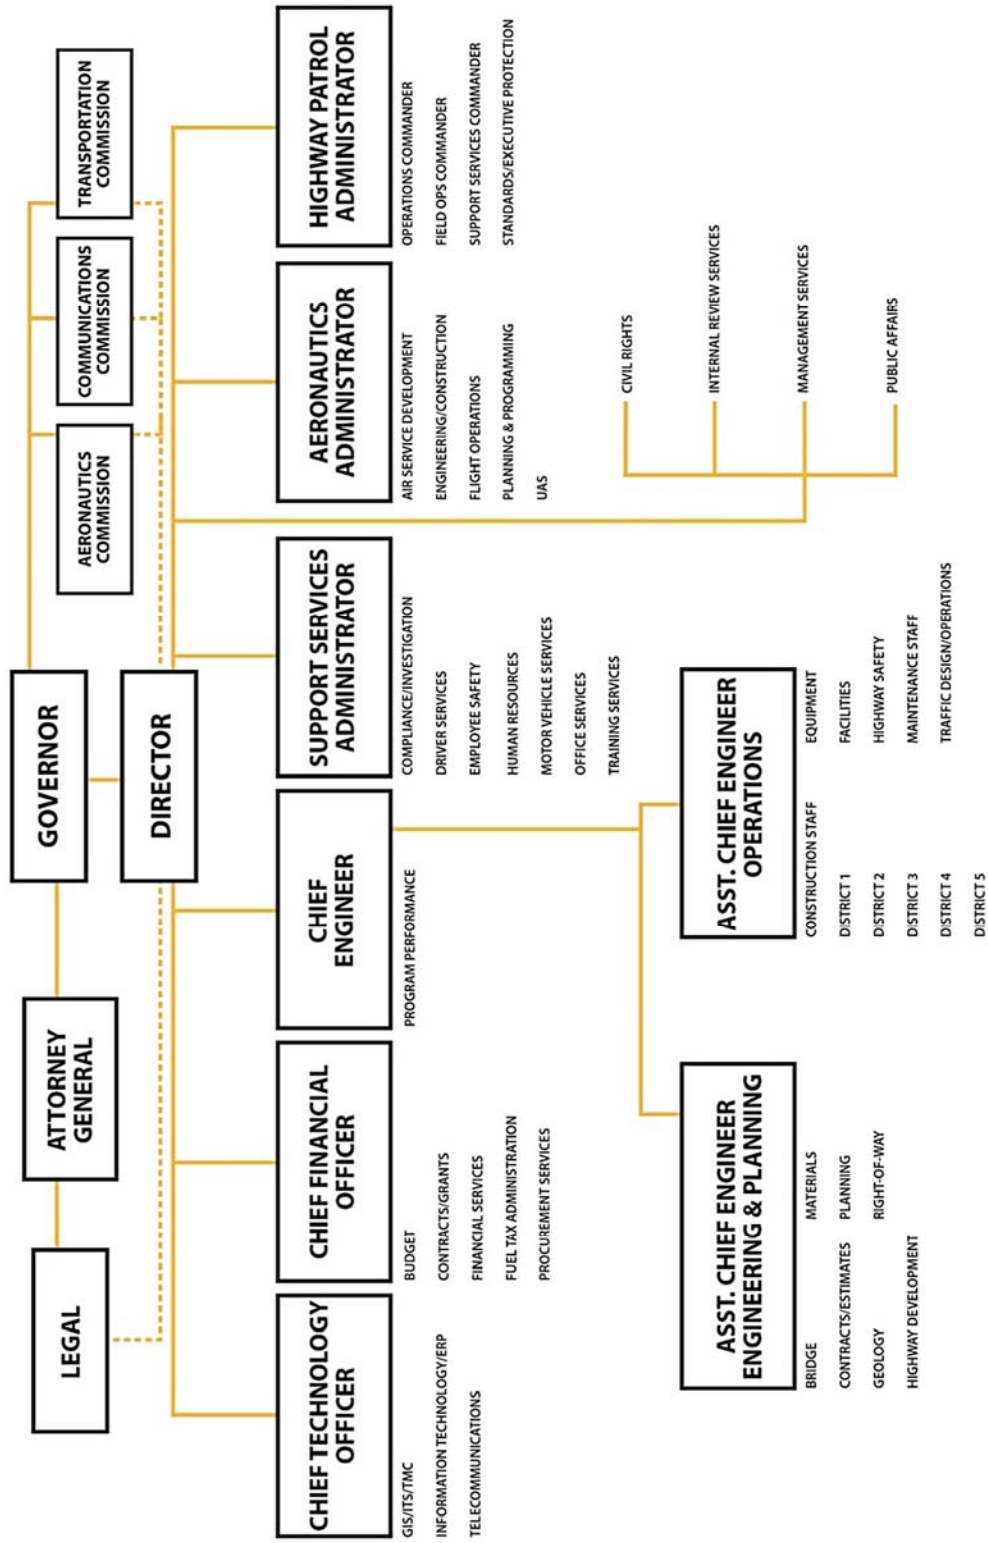 GOVERNOR
ATTORNEY
GENERAL
LEGAL
AERONAUTICS
COMMISSION
COMMUNICATIONS
COMMISSION
TRANSPORTATION
COMMISSION
DIRECTOR
CHIEF TECHNOLOGY
OFFICER
GIS/ITS/TMC
INFORMATION TECHNOLOGY/ERP
TELECOMMUNICATIONS
CHIEF FINANCIAL
OFFICER
BUDGET
CONTRACTS/GRANTS
FINANCIAL SERVICES
FUEL TAX ADMINISTRATION
PROCUREMENT SERVICES
CHIEF
ENGINEER
PROGRAM PERFORMANCE
SUPPORT SERVICES
ADMINISTRATOR
COMPLIANCE/INVESTIGATION
DRIVER SERVICES
EMPLOYEE SAFETY
HUMAN RESOURCES
MOTOR VEHICLE SERVICES
OFFICE SERVICES
TRAINING SERVICES
AERONAUTICS
ADMINISTRATOR
AIR SERVICE DEVELOPMENT
ENGINEERING/CONSTRUCTION
FLIGHT OPERATIONS
PLANNING & PROGRAMMING
UAS
HIGHWAY PATROL
ADMINISTRATOR
OPERATIONS COMMANDER
FIELD OPS COMMANDER
SUPPORT SERVICES COMMANDER
STANDARDS/EXECUTIVE PROTECTION
CIVIL RIGHTS
INTERNAL REVIEW SERVICES
MANAGEMENT SERVICES
PUBLIC AFFAIRS
ASST. CHIEF ENGINEER
ENGINEERING & PLANNING
BRIDGE
CONTRACTS/ESTIMATES
GEOLOGY
HIGHWAY DEVELOPMENT
MATERIALS
PLANNING
RIGHT-OF-WAY
ASST. CHIEF ENGINEER
OPERATIONS
CONSTRUCTION STAFF
DISTRICT 1
DISTRICT 2
DISTRICT 3
DISTRICT 4
DISTRICT 5
EQUIPMENT
FACILITIES
HIGHWAY SAFETY
MAINTENANCE STAFF
TRAFFIC DESIGN/OPERATIONS